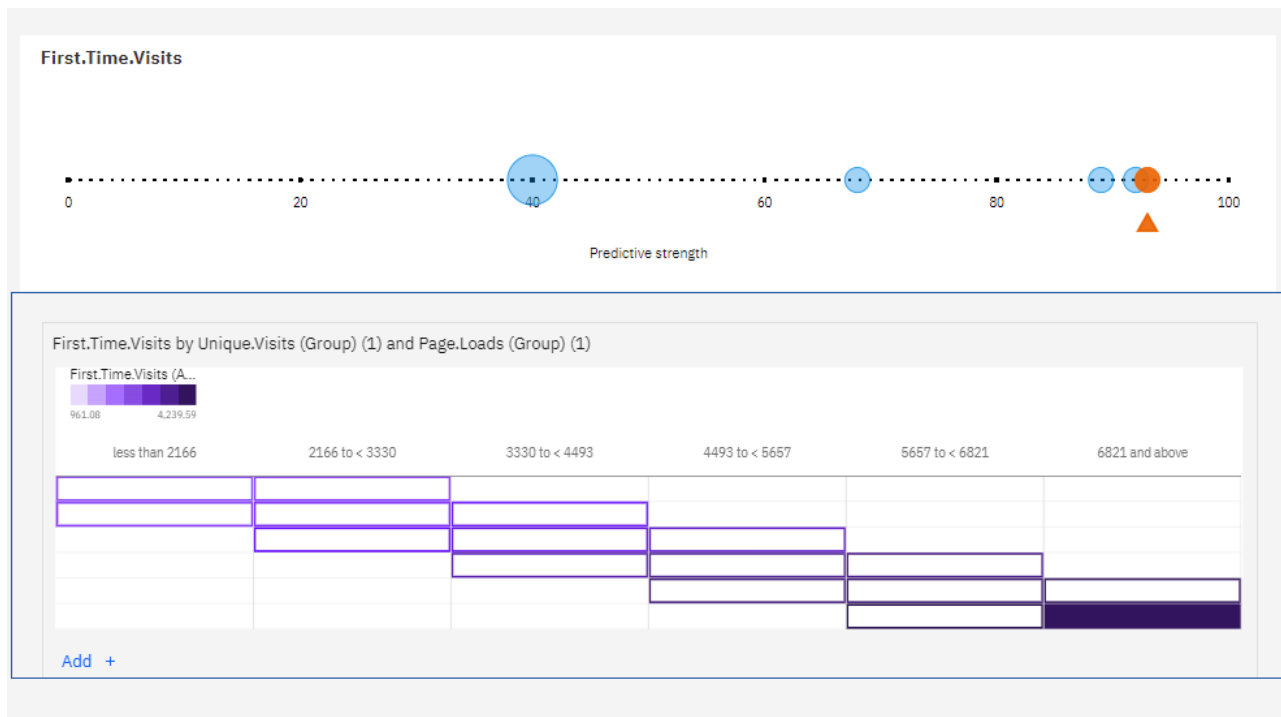 First.Time.Visits
0 20 40 60 80 100
Predictive strength
First.Time.Visits by Unique.Visits (Group) (1) and Page.Loads (Group) (1)
First.Time.Visits (A...
961.08 4,239.59
less than 2166 2166 to < 3330 3330 to < 4493 4493 to < 5657 5657 to < 6821 6821 and above
Add +